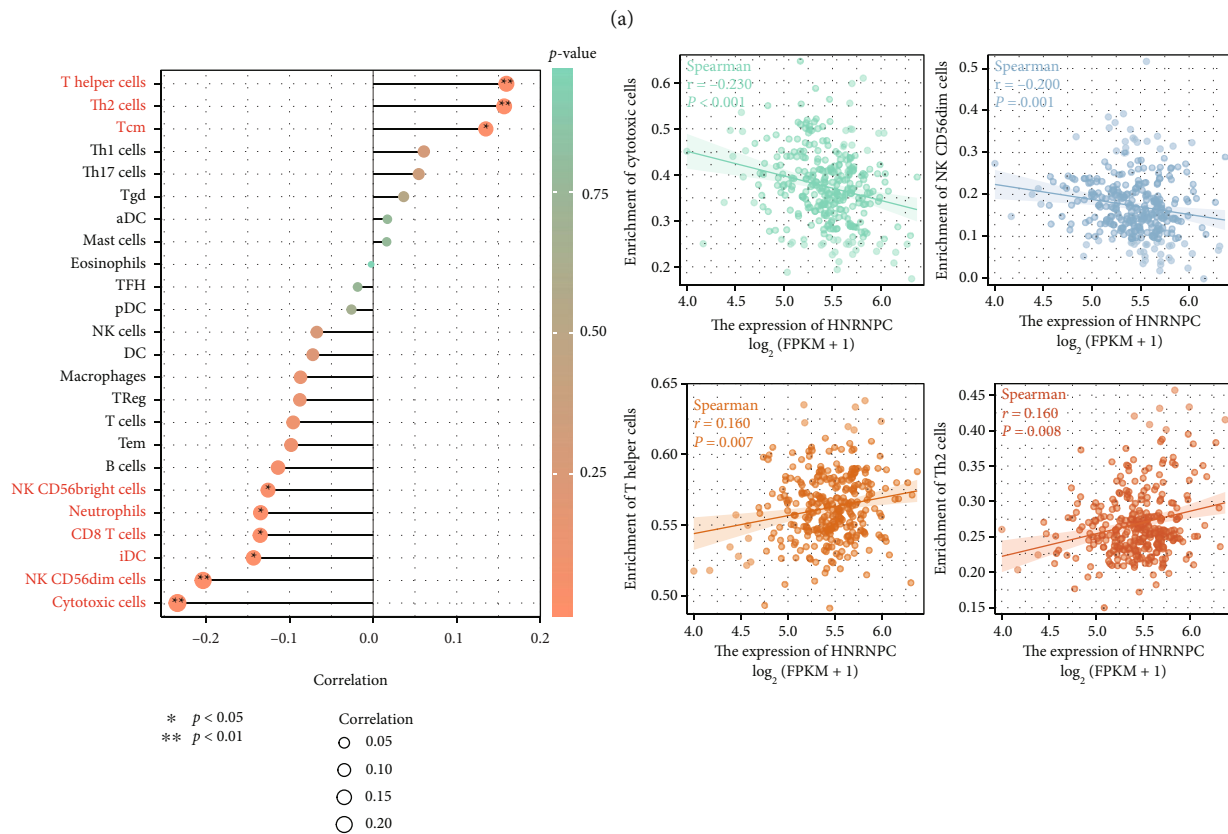 (a)
p-value
0.75
0.50
0.25
T helper cells
**
Th2 cells
**
Tcm
*
Th1 cells
Th17 cells
Tgd
aDC
Mast cells
Eosinophils
TFH
pDC
NK cells
DC
Macrophages
TReg
T cells
Tem
B cells
NK CD56bright cells
*
Neutrophils
*
CD8 T cells
*
iDC
*
NK CD56dim cells
**
Cytotoxic cells
**
−0.2 −0.1 0.0 0.1 0.2
Correlation
* p < 0.05
** p < 0.01
Correlation
0.05
0.10
0.15
0.20
Enrichment of cytotoxic cells
0.6
0.5
0.4
0.3
0.2
Spearman
r = −0.230
P < 0.001
4.0 4.5 5.0 5.5 6.0
The expression of HNRNPC
log2 (FPKM + 1)
Enrichment of NK CD56dim cells
0.5
0.4
0.3
0.2
0.1
0.0
Spearman
r = −0.200
P = 0.001
4.0 4.5 5.0 5.5 6.0
The expression of HNRNPC
log2 (FPKM + 1)
Enrichment of T helper cells
0.65
0.60
0.55
0.50
Spearman
r = 0.160
P = 0.007
4.0 4.5 5.0 5.5 6.0
The expression of HNRNPC
log2 (FPKM + 1)
Enrichment of Th2 cells
0.45
0.40
0.35
0.30
0.25
0.20
0.15
Spearman
r = 0.160
P = 0.008
4.0 4.5 5.0 5.5 6.0
The expression of HNRNPC
log2 (FPKM + 1)